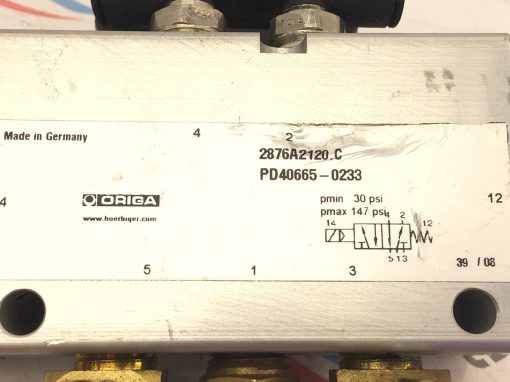 Made in Germany
4
2
2876A2120.C
PD40665-0233
4
ORIGA
www.hoerbiger.com
pmin 30 psi
pmax 147 psi
12
14
4 2
12
5 1 3
39 / 08
5
1
3